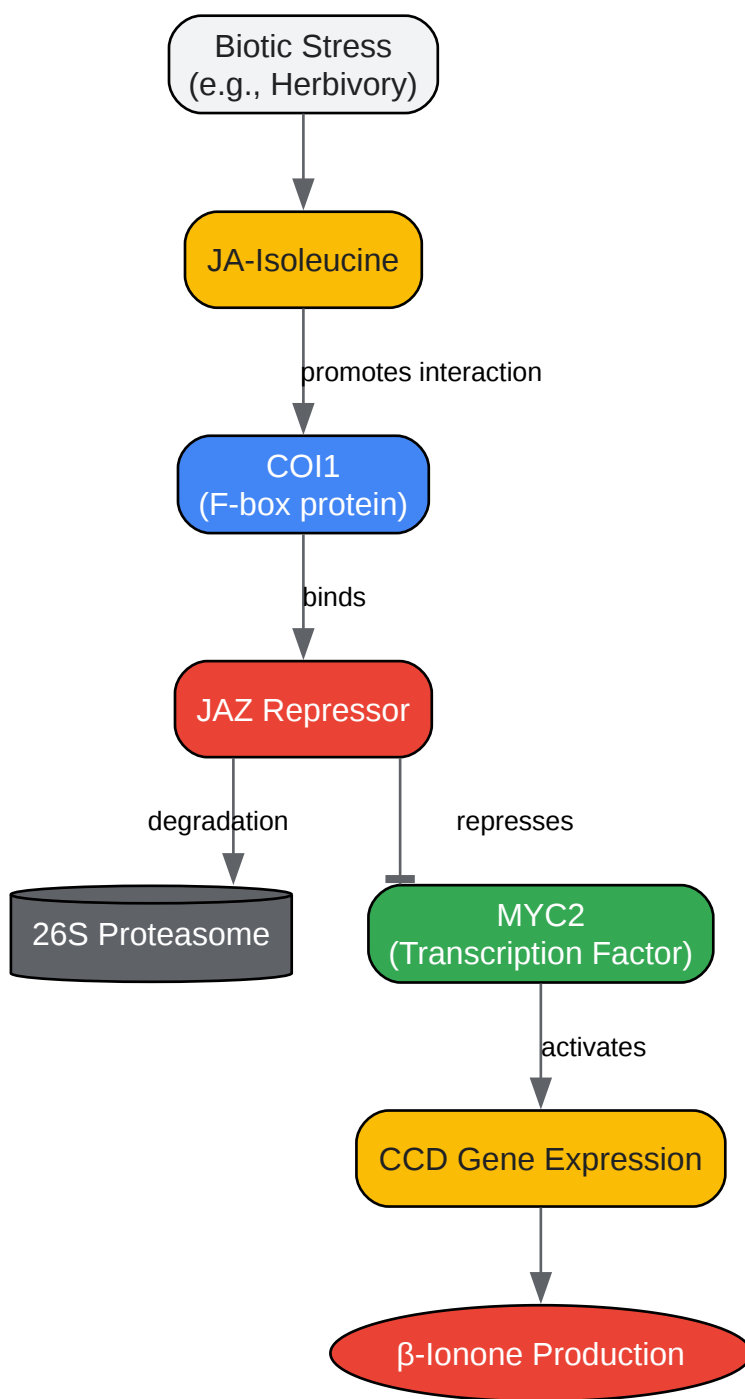 Biotic Stress
(e.g., Herbivory)
JA-Isoleucine
promotes interaction
COI1
(F-box protein)
binds
JAZ Repressor
degradation
represses
26S Proteasome
MYC2
(Transcription Factor)
activates
CCD Gene Expression
β-Ionone Production